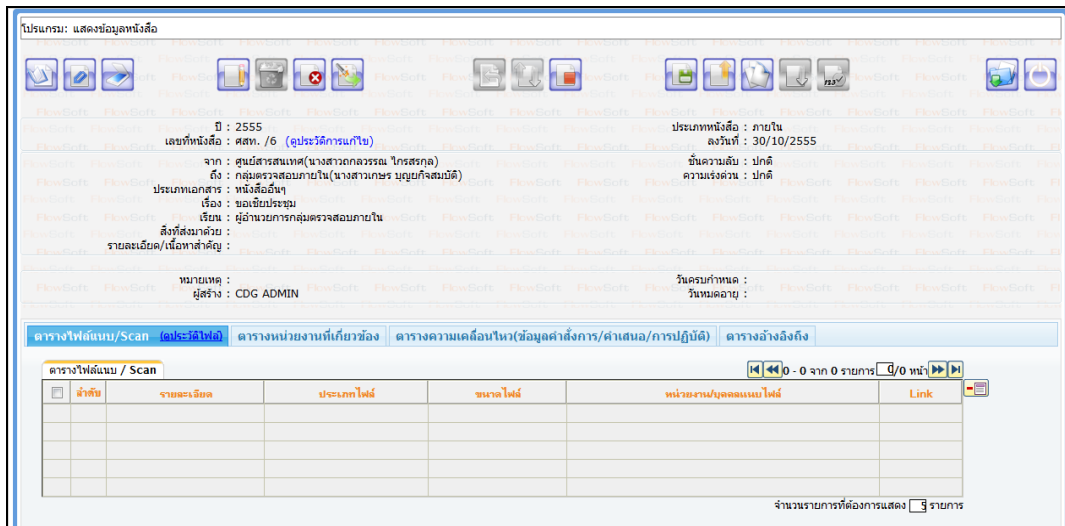 โปรแกรม: แสดงข้อมูลหนังสือ
ปี : 2555
ประเภทหนังสือ : ภายใน
เลขที่หนังสือ : ศสท. /6 (ดูประวัติการแก้ไข)
ลงวันที่ : 30/10/2555
จาก : ศูนย์สารสนเทศ(นางสาวถกลวรรณ ไกรสรกุล)
ชั้นความลับ : ปกติ
ถึง : กลุ่มตรวจสอบภายใน(นางสาวเกษร บุญยกิจสมบัติ)
ความเร่งด่วน : ปกติ
ประเภทเอกสาร : หนังสืออื่นๆ
เรื่อง : ขอเชิญประชุม
เรียน : ผู้อำนวยการกลุ่มตรวจสอบภายใน
สิ่งที่ส่งมาด้วย :
รายละเอียด/เนื้อหาสำคัญ :
หมายเหตุ :
วันครบกำหนด :
ผู้สร้าง : CDG ADMIN
วันหมดอายุ :
ตารางไฟล์แนบ/Scan (ดูประวัติไฟล์) ตารางหน่วยงานที่เกี่ยวข้อง ตารางความเคลื่อนไหว(ข้อมูลคำสั่งการ/คำเสนอ/การปฏิบัติ) ตารางอ้างอิงถึง
ตารางไฟล์แนบ / Scan
0 - 0 จาก 0 รายการ 0/0 หน้า
ลำดับ รายละเอียด ประเภทไฟล์ ขนาดไฟล์ หน่วยงาน/บุคคลแนบไฟล์ Link
จำนวนรายการที่ต้องการแสดง 5 รายการ